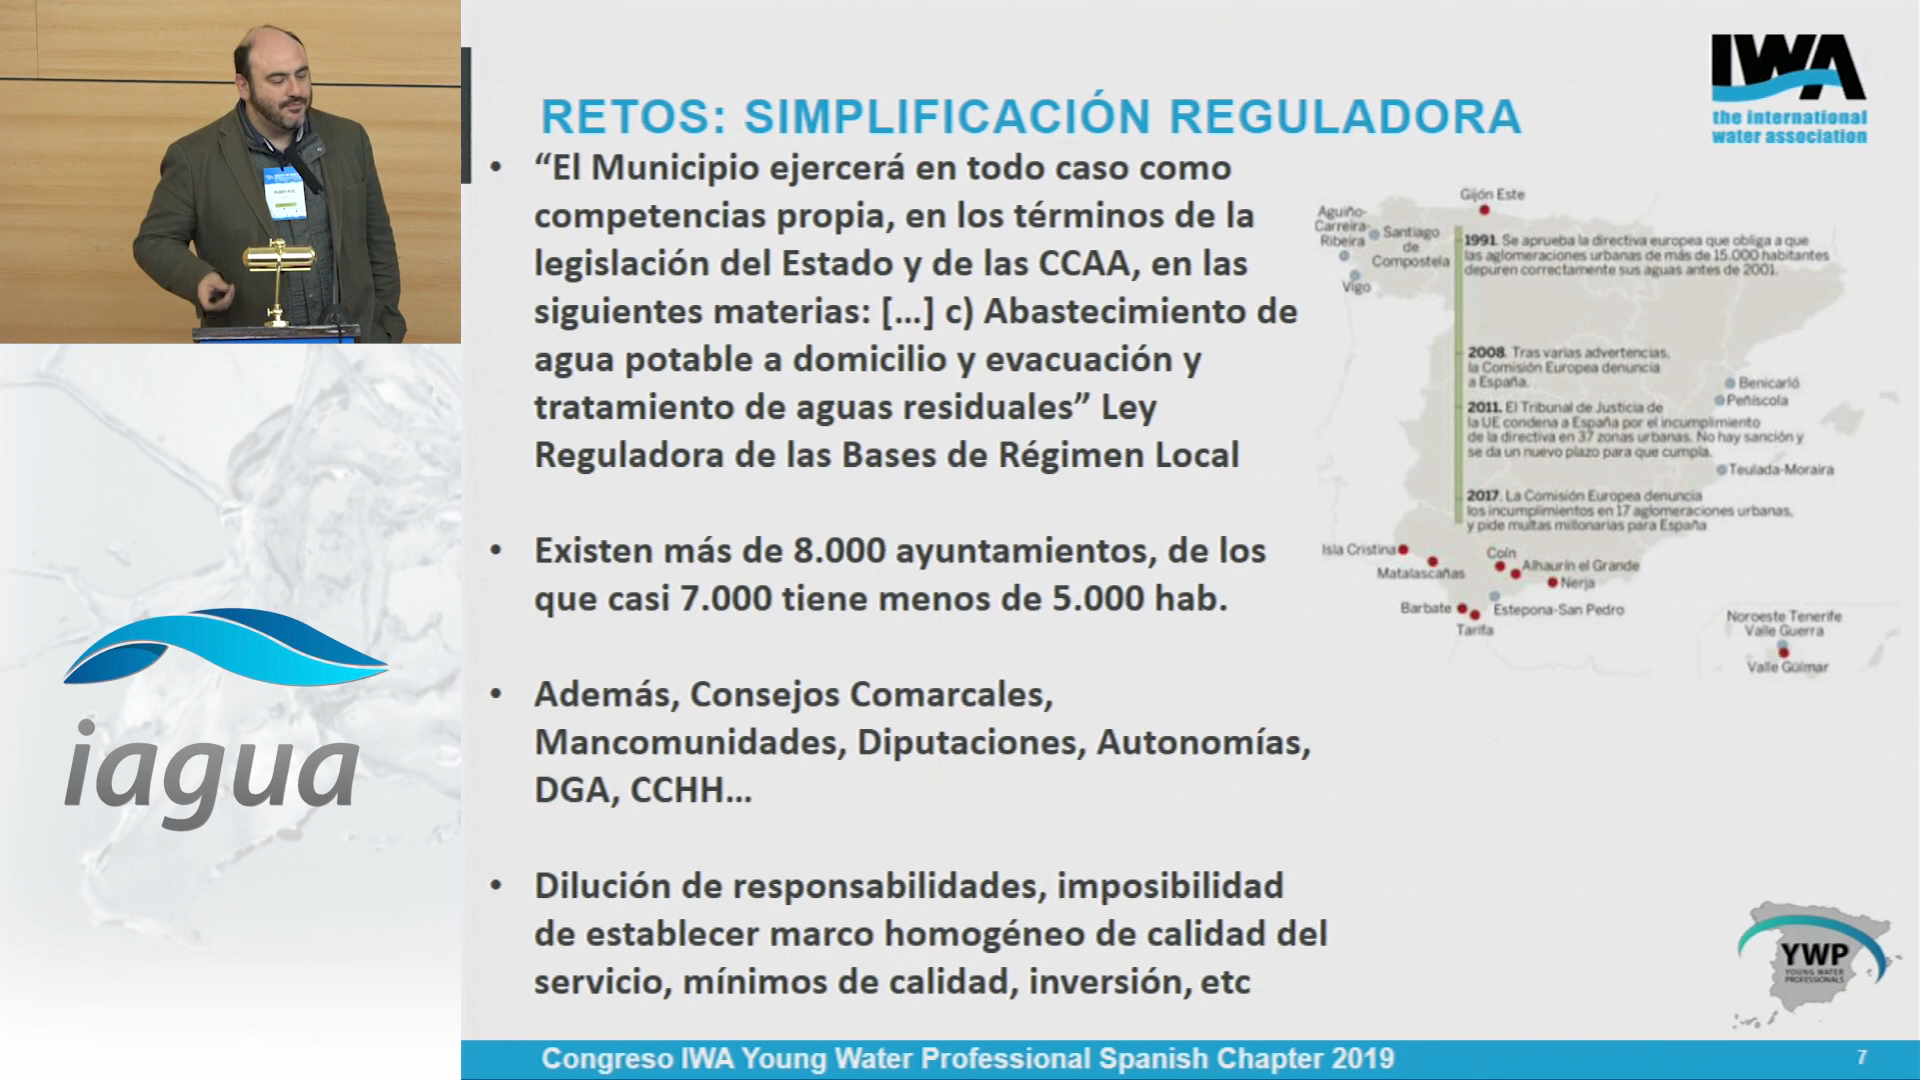 RETOS: SIMPLIFICACIÓN REGULADORA
IWA
the international
water association
• “El Municipio ejercerá en todo caso como
competencias propia, en los términos de la
legislación del Estado y de las CCAA, en las
siguientes materias: [...] c) Abastecimiento de
agua potable a domicilio y evacuación y
tratamiento de aguas residuales” Ley
Reguladora de las Bases de Régimen Local
• Existen más de 8.000 ayuntamientos, de los
que casi 7.000 tiene menos de 5.000 hab.
• Además, Consejos Comarcales,
Mancomunidades, Diputaciones, Autonomías,
DGA, CCHH...
• Dilución de responsabilidades, imposibilidad
de establecer marco homogéneo de calidad del
servicio, mínimos de calidad, inversión, etc
Gijón Este
Aguiño-
Carreira-
Ribeira
Santiago
de
Compostela
Vigo
1991. Se aprueba la directiva europea que obliga a que
las aglomeraciones urbanas de más de 15.000 habitantes
depuren correctamente sus aguas antes de 2001.
2008. Tras varias advertencias,
la Comisión Europea denuncia
a España.
Benicarló
Peñíscola
2011. El Tribunal de Justicia de
la UE condena a España por el incumplimiento
de la directiva en 37 zonas urbanas. No hay sanción y
se da un nuevo plazo para que cumpla.
Teulada-Moraira
2017. La Comisión Europea denuncia
los incumplimientos en 17 aglomeraciones urbanas,
y pide multas millonarias para España
Isla Cristina
Matalascañas
Coín
Alhaurín el Grande
Nerja
Barbate
Estepona-San Pedro
Tarifa
Noroeste Tenerife
Valle Guerra
Valle Güímar
iagua
YWP
YOUNG WATER
PROFESSIONALS
Congreso IWA Young Water Professional Spanish Chapter 2019
7